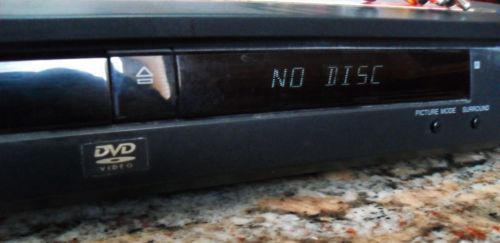 NO DISC
PICTURE MODE SURROUND
DVD
VIDEO